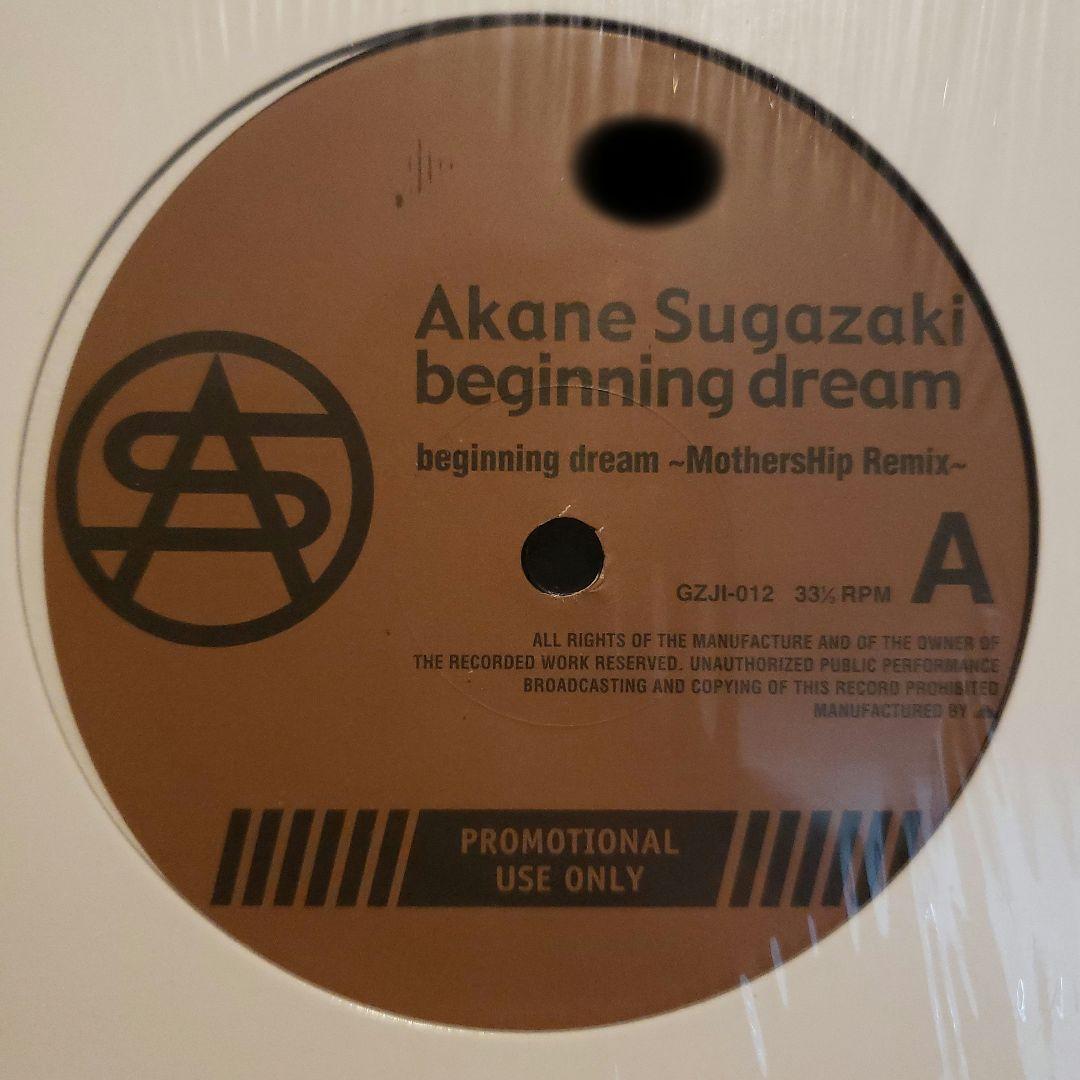 Akane Sugazaki
beginning dream
beginning dream ~MothersHip Remix~
GZJI-012 33⅓ RPM A
ALL RIGHTS OF THE MANUFACTURE AND OF THE OWNER OF
THE RECORDED WORK RESERVED. UNAUTHORIZED PUBLIC PERFORMANCE
BROADCASTING AND COPYING OF THIS RECORD PROHIBITED
MANUFACTURED BY
PROMOTIONAL
USE ONLY